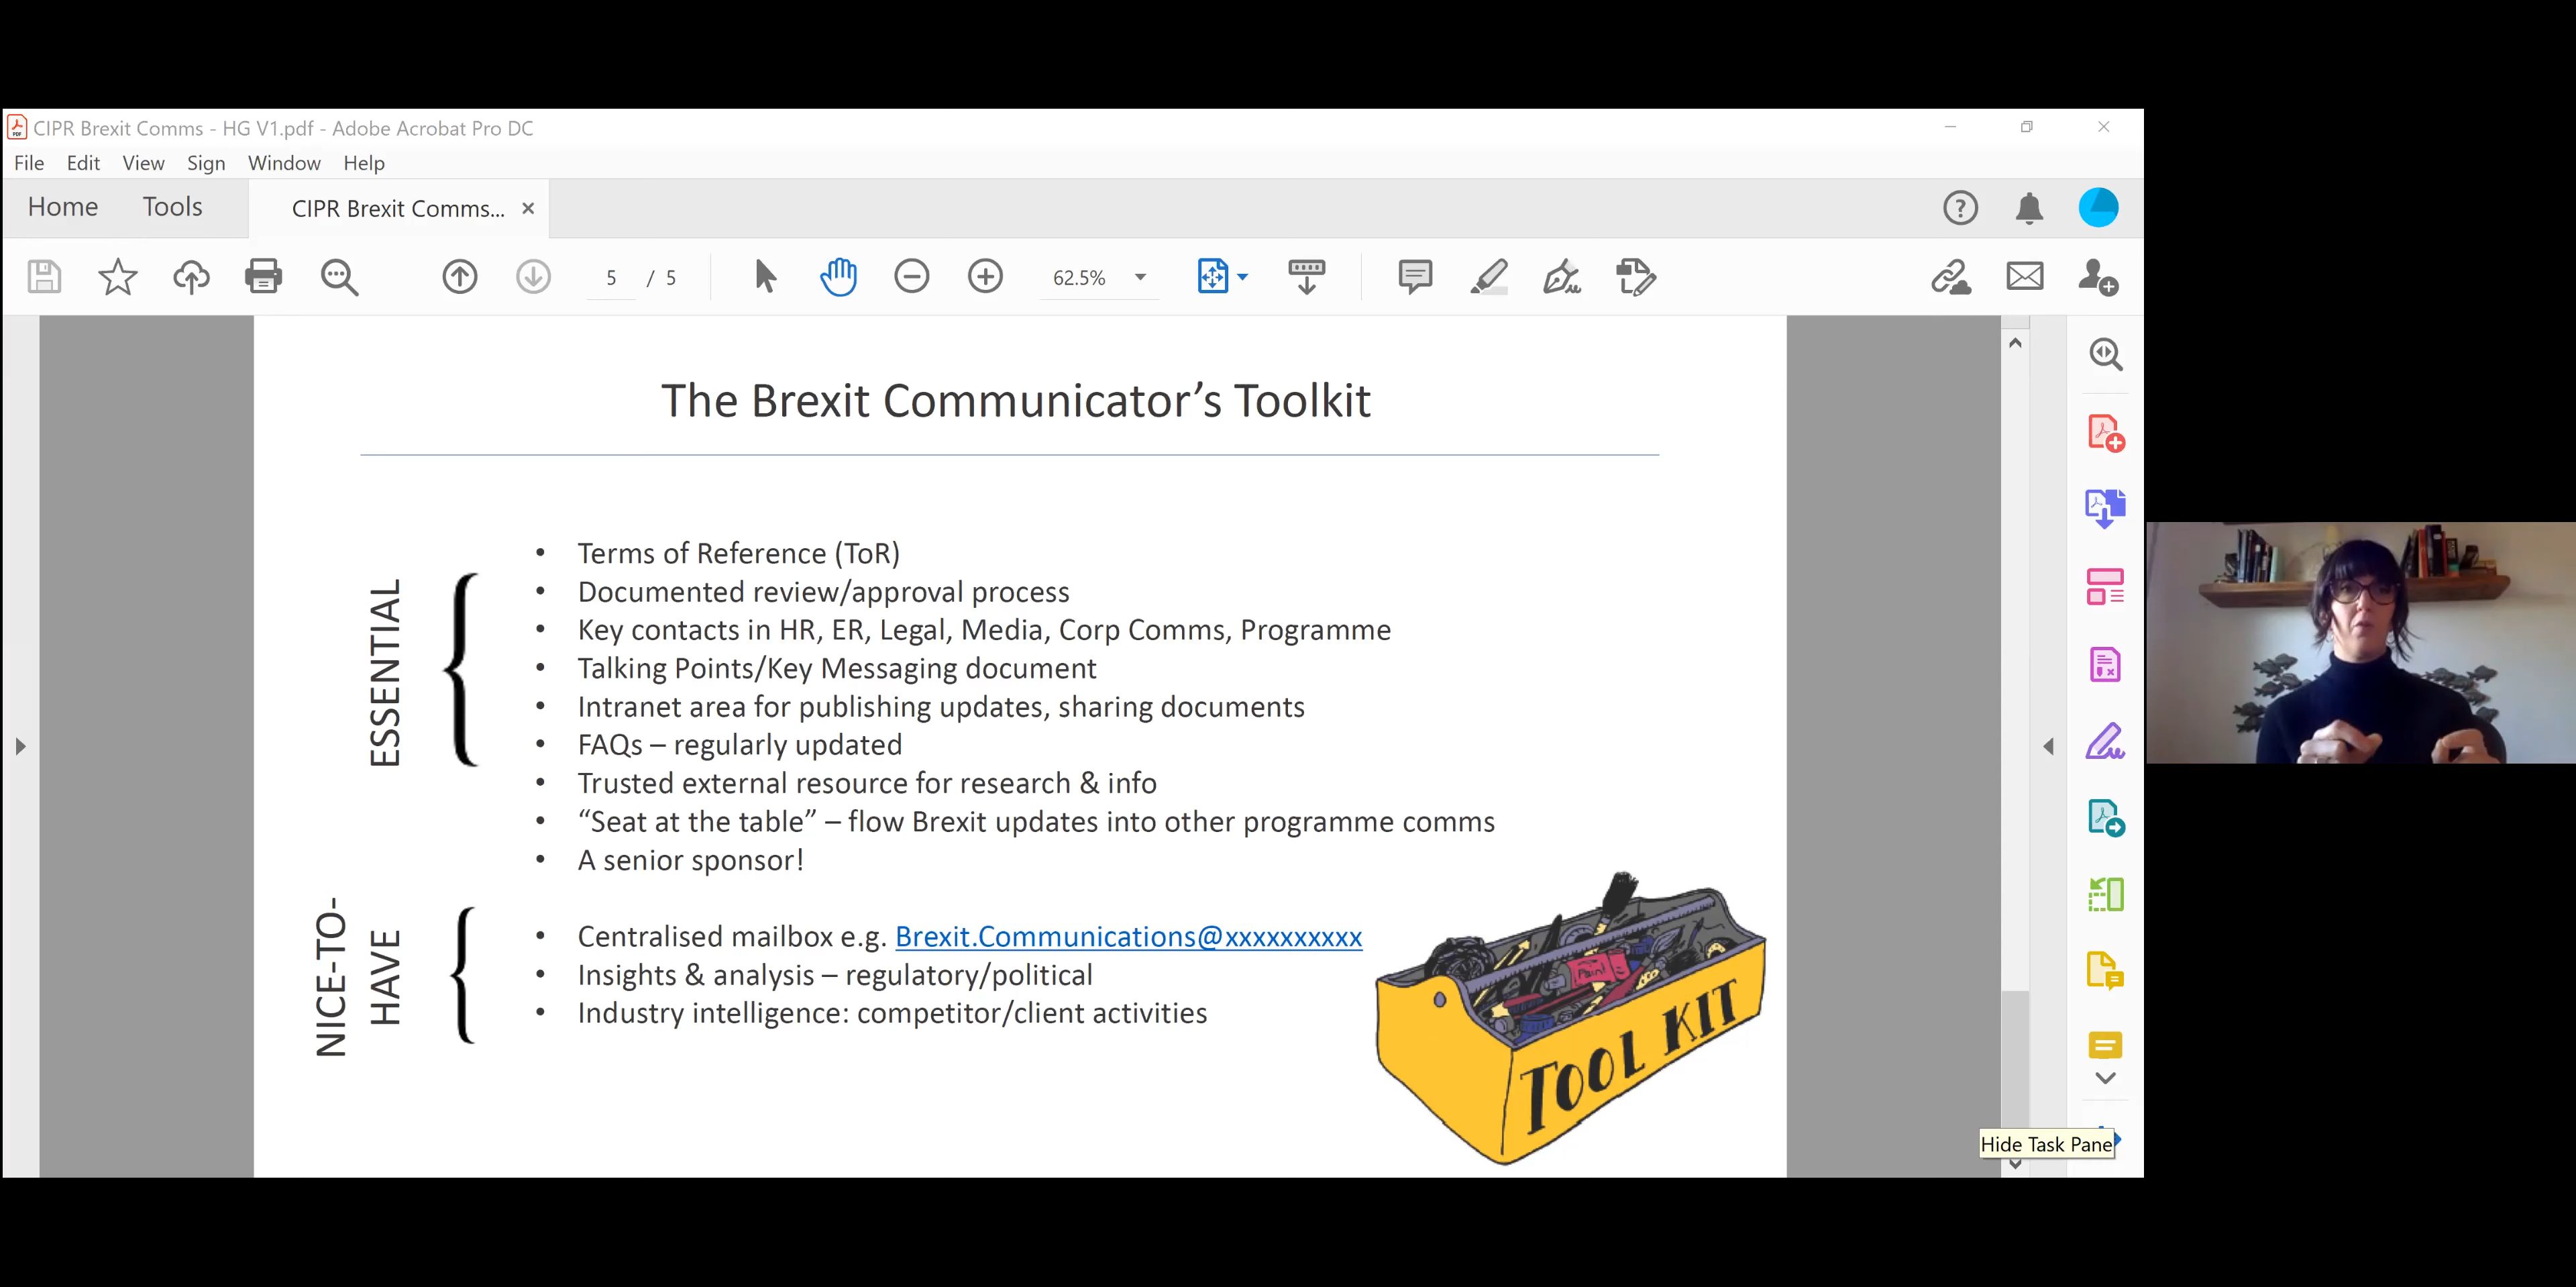 CIPR Brexit Comms - HG V1.pdf - Adobe Acrobat Pro DC
File Edit View Sign Window Help
Home Tools CIPR Brexit Comms...
5 / 5 62.5%
The Brexit Communicator’s Toolkit
ESSENTIAL
• Terms of Reference (ToR)
• Documented review/approval process
• Key contacts in HR, ER, Legal, Media, Corp Comms, Programme
• Talking Points/Key Messaging document
• Intranet area for publishing updates, sharing documents
• FAQs – regularly updated
• Trusted external resource for research & info
• “Seat at the table” – flow Brexit updates into other programme comms
• A senior sponsor!
NICE-TO-
HAVE
• Centralised mailbox e.g. Brexit.Communications@xxxxxxxxxx
• Insights & analysis – regulatory/political
• Industry intelligence: competitor/client activities
Paint
TOOL KIT
Hide Task Pane